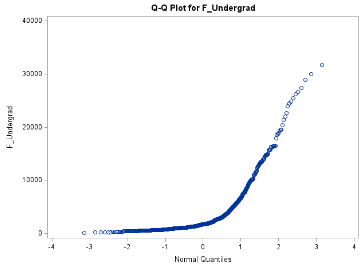 Q-Q Plot for F_Undergrad
40000
30000
20000
10000
0
F_Undergrad
-4 -3 -2 -1 0 1 2 3 4
Normal Quantiles